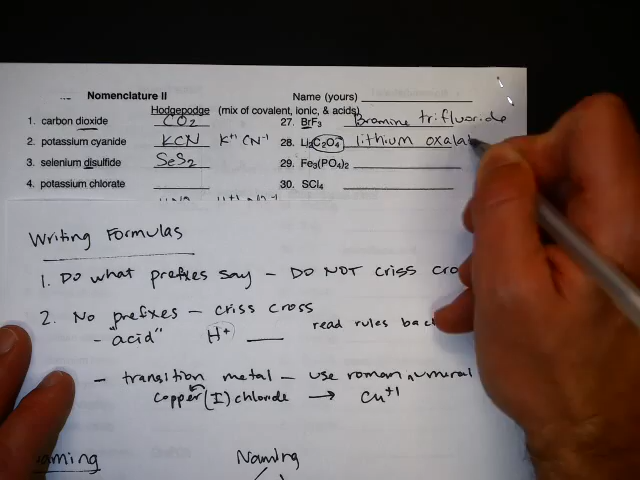 Nomenclature II Name (yours)
Hodgepodge (mix of covalent, ionic, & acids)
1. carbon dioxide CO2 27. BrF3 Bromine trifluoride
2. potassium cyanide KCN K+1 CN-1 28. Li2C2O4 lithium oxalat
3. selenium disulfide SeS2 29. Fe3(PO4)2
4. potassium chlorate 30. SCl4
Writing Formulas
1. Do what prefixes say - DO NOT criss cro
2. No prefixes - criss cross
- "acid" H+ read rules back
- transition metal - use roman numeral
copper (I) chloride → Cu+1
aming Naming